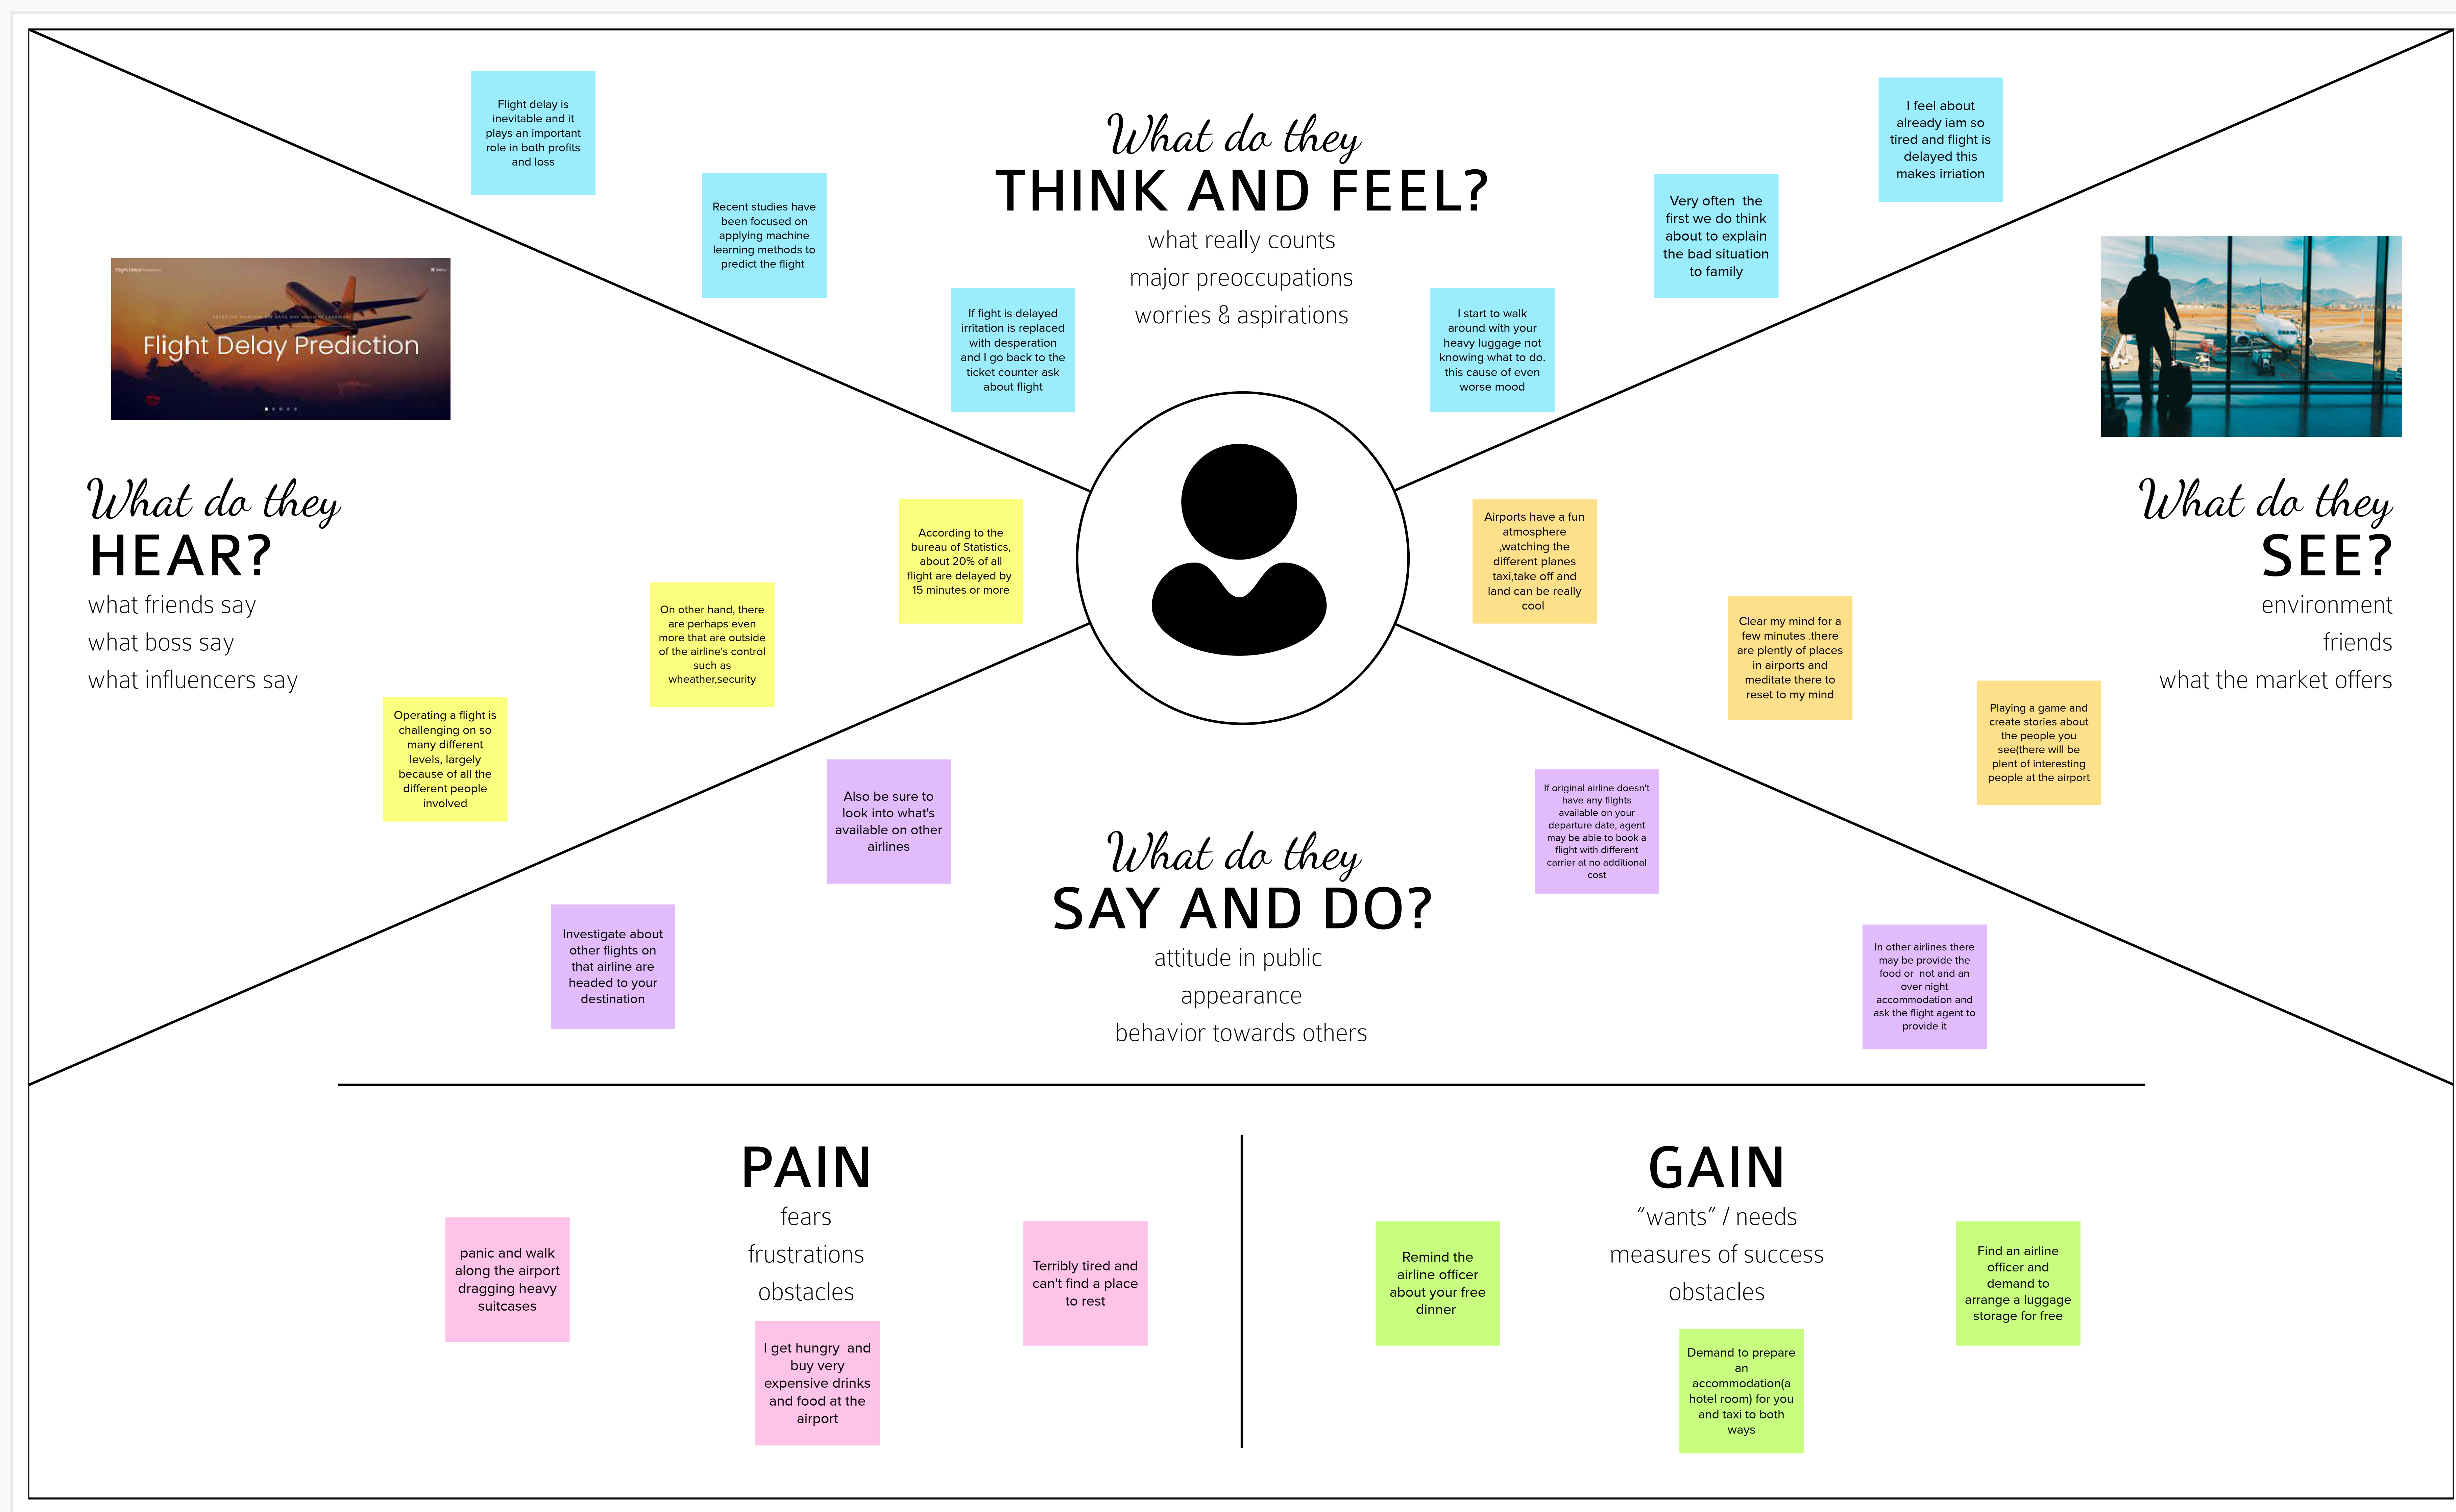 Flight delay is
inevitable and it
plays an important
role in both profits
and loss
Recent studies have
been focused on
applying machine
learning methods to
predict the flight
If fight is delayed
irritation is replaced
with desperation
and I go back to the
ticket counter ask
about flight
What do they
THINK AND FEEL?
what really counts
major preoccupations
worries & aspirations
I start to walk
around with your
heavy luggage not
knowing what to do.
this cause of even
worse mood
Very often the
first we do think
about to explain
the bad situation
to family
I feel about
already iam so
tired and flight is
delayed this
makes irriation
Flight Delay
Menu
Flight Delay Prediction
What do they
HEAR?
what friends say
what boss say
what influencers say
According to the
bureau of Statistics,
about 20% of all
flight are delayed by
15 minutes or more
On other hand, there
are perhaps even
more that are outside
of the airline's control
such as
wheather,security
Operating a flight is
challenging on so
many different
levels, largely
because of all the
different people
involved
What do they
SEE?
environment
friends
what the market offers
Airports have a fun
atmosphere
,watching the
different planes
taxi,take off and
land can be really
cool
Clear my mind for a
few minutes .there
are plently of places
in airports and
meditate there to
reset to my mind
Playing a game and
create stories about
the people you
see(there will be
plent of interesting
people at the airport
Also be sure to
look into what's
available on other
airlines
Investigate about
other flights on
that airline are
headed to your
destination
What do they
SAY AND DO?
attitude in public
appearance
behavior towards others
If original airline doesn't
have any flights
available on your
departure date, agent
may be able to book a
flight with different
carrier at no additional
cost
In other airlines there
may be provide the
food or not and an
over night
accommodation and
ask the flight agent to
provide it
PAIN
fears
frustrations
obstacles
panic and walk
along the airport
dragging heavy
suitcases
I get hungry and
buy very
expensive drinks
and food at the
airport
Terribly tired and
can't find a place
to rest
GAIN
“wants” / needs
measures of success
obstacles
Remind the
airline officer
about your free
dinner
Demand to prepare
an
accommodation(a
hotel room) for you
and taxi to both
ways
Find an airline
officer and
demand to
arrange a luggage
storage for free